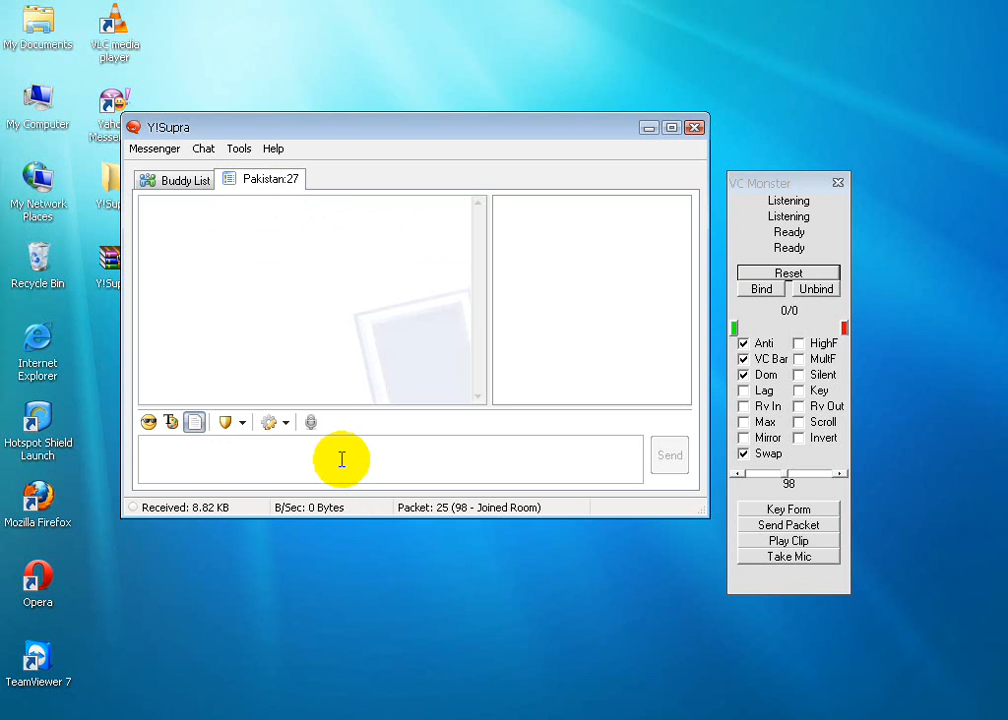 My Documents
VLC media
player
My Computer
My Network
Places
Recycle Bin
Internet
Explorer
Hotspot Shield
Launch
Mozilla Firefox
Opera
TeamViewer 7
Y!Supra
Messenger Chat Tools Help
Buddy List
Pakistan:27
Send
Received: 8.82 KB
B/Sec: 0 Bytes
Packet: 25 (98 - Joined Room)
VC Monster
Listening
Listening
Ready
Ready
Reset
Bind Unbind
0/0
Anti HighF
VC Bar MultF
Dom Silent
Lag Key
Rv In Rv Out
Max Scroll
Mirror Invert
Swap
98
Key Form
Send Packet
Play Clip
Take Mic